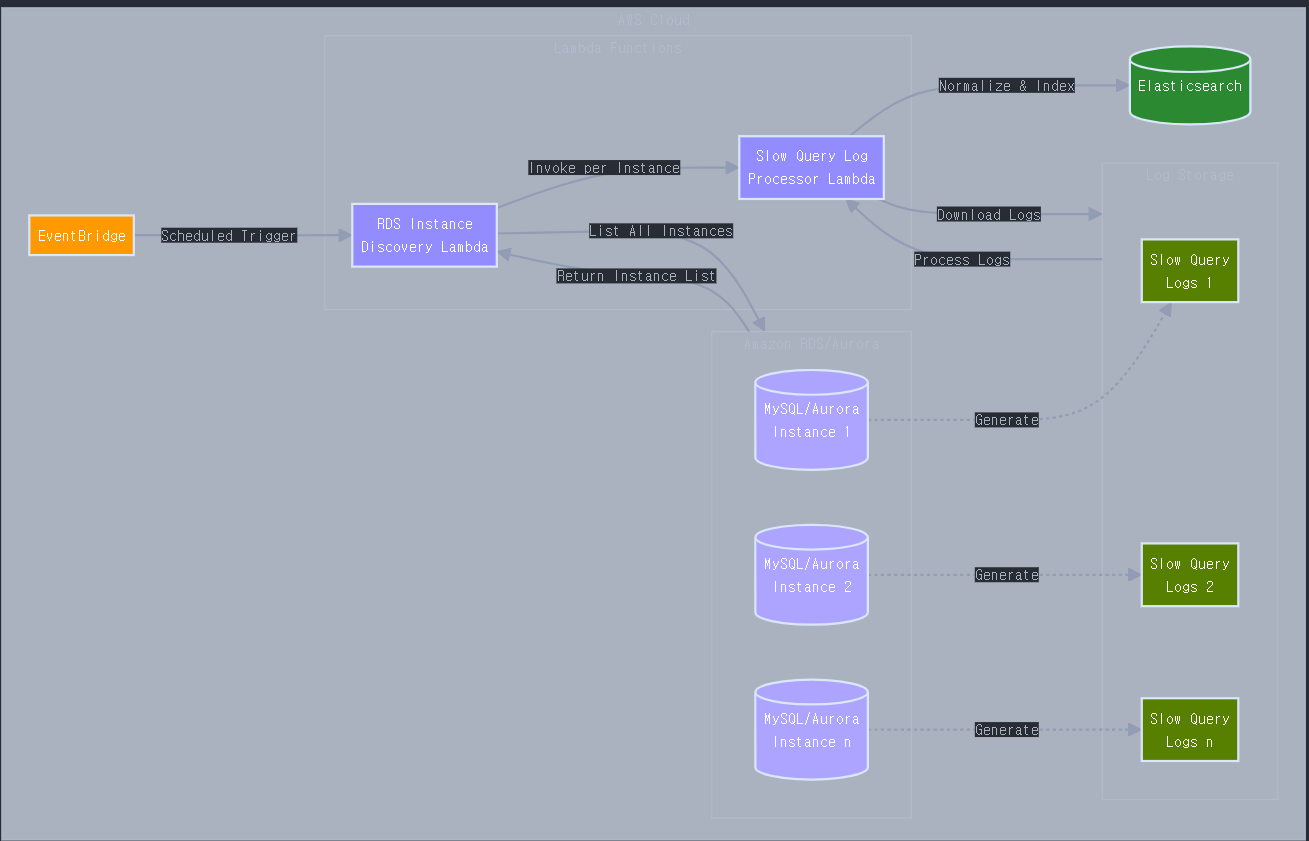 AWS Cloud
Lambda Functions
Normalize & Index
Elasticsearch
Slow Query Log
Processor Lambda
Invoke per Instance
Log Storage
EventBridge
Scheduled Trigger
RDS Instance
Discovery Lambda
List All Instances
Return Instance List
Download Logs
Process Logs
Slow Query
Logs 1
Amazon RDS/Aurora
MySQL/Aurora
Instance 1
Generate
MySQL/Aurora
Instance 2
Generate
Slow Query
Logs 2
MySQL/Aurora
Instance n
Generate
Slow Query
Logs n